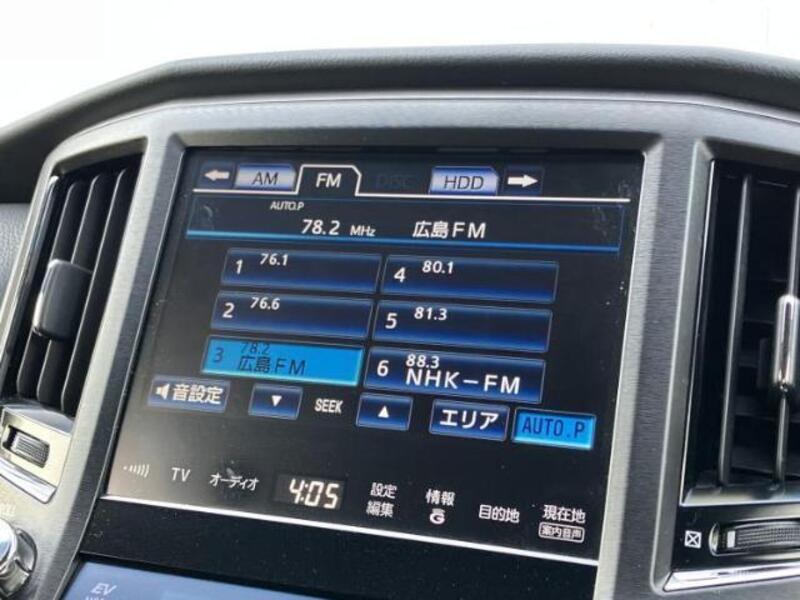 AM FM DISC HDD
AUTO.P
78.2 MHz 広島FM
1 76.1
4 80.1
2 76.6
5 81.3
3 78.2 広島FM
6 88.3 NHK-FM
音設定 ▼ SEEK ▲ エリア AUTO.P
TV オーディオ 4:05 設定 編集 情報 G 目的地 現在地 案内音声
EV